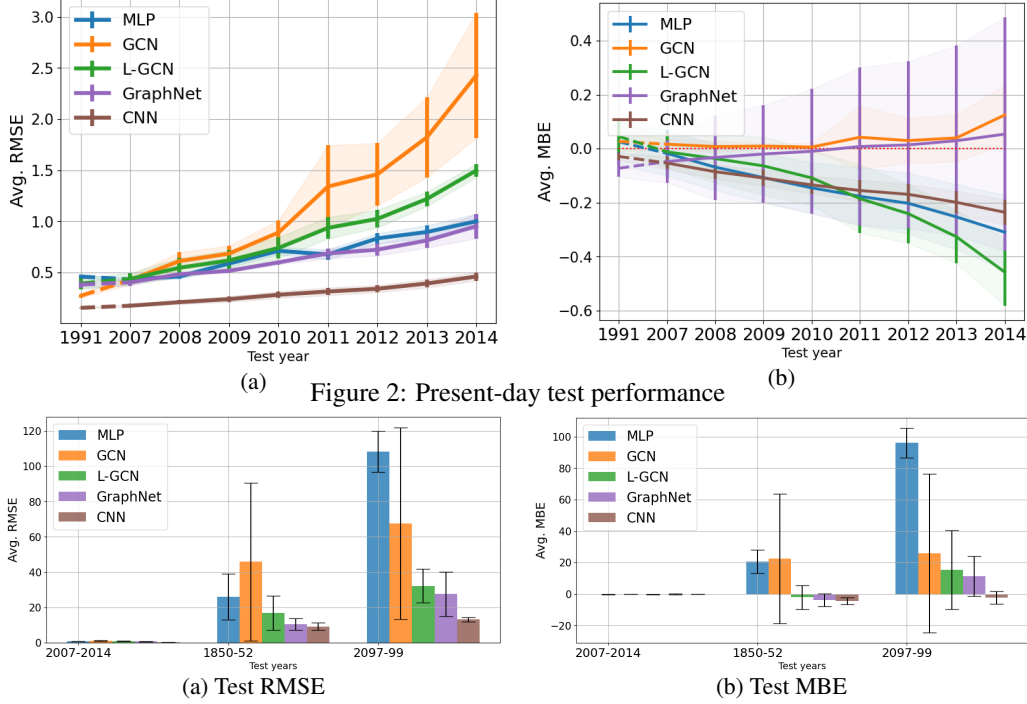 3.0
2.5
2.0
1.5
1.0
0.5
Avg. RMSE
MLP
GCN
L-GCN
GraphNet
CNN
1991 2007 2008 2009 2010 2011 2012 2013 2014
Test year
(a)
0.4
0.2
0.0
−0.2
−0.4
−0.6
Avg. MBE
MLP
GCN
L-GCN
GraphNet
CNN
1991 2007 2008 2009 2010 2011 2012 2013 2014
Test year
(b)
Figure 2: Present-day test performance
120
100
80
60
40
20
0
Avg. RMSE
MLP
GCN
L-GCN
GraphNet
CNN
2007-2014 1850-52 2097-99
Test years
(a) Test RMSE
100
80
60
40
20
0
−20
Avg. MBE
MLP
GCN
L-GCN
GraphNet
CNN
2007-2014 1850-52 2097-99
Test years
(b) Test MBE